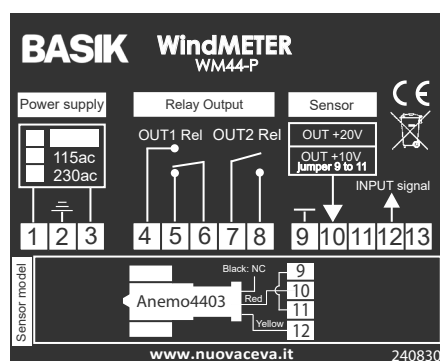 BASIK WindMETER
WM44-P
Power supply
Relay Output
Sensor
CE
115ac
230ac
OUT1 Rel OUT2 Rel
OUT +20V
OUT +10V
Jumper 9 to 11
INPUT signal
1 2 3 4 5 6 7 8 9 10 11 12 13
Sensor model
Anemo4403
Black: NC
Red
Yellow
9
10
11
12
www.nuovaceva.it
240830